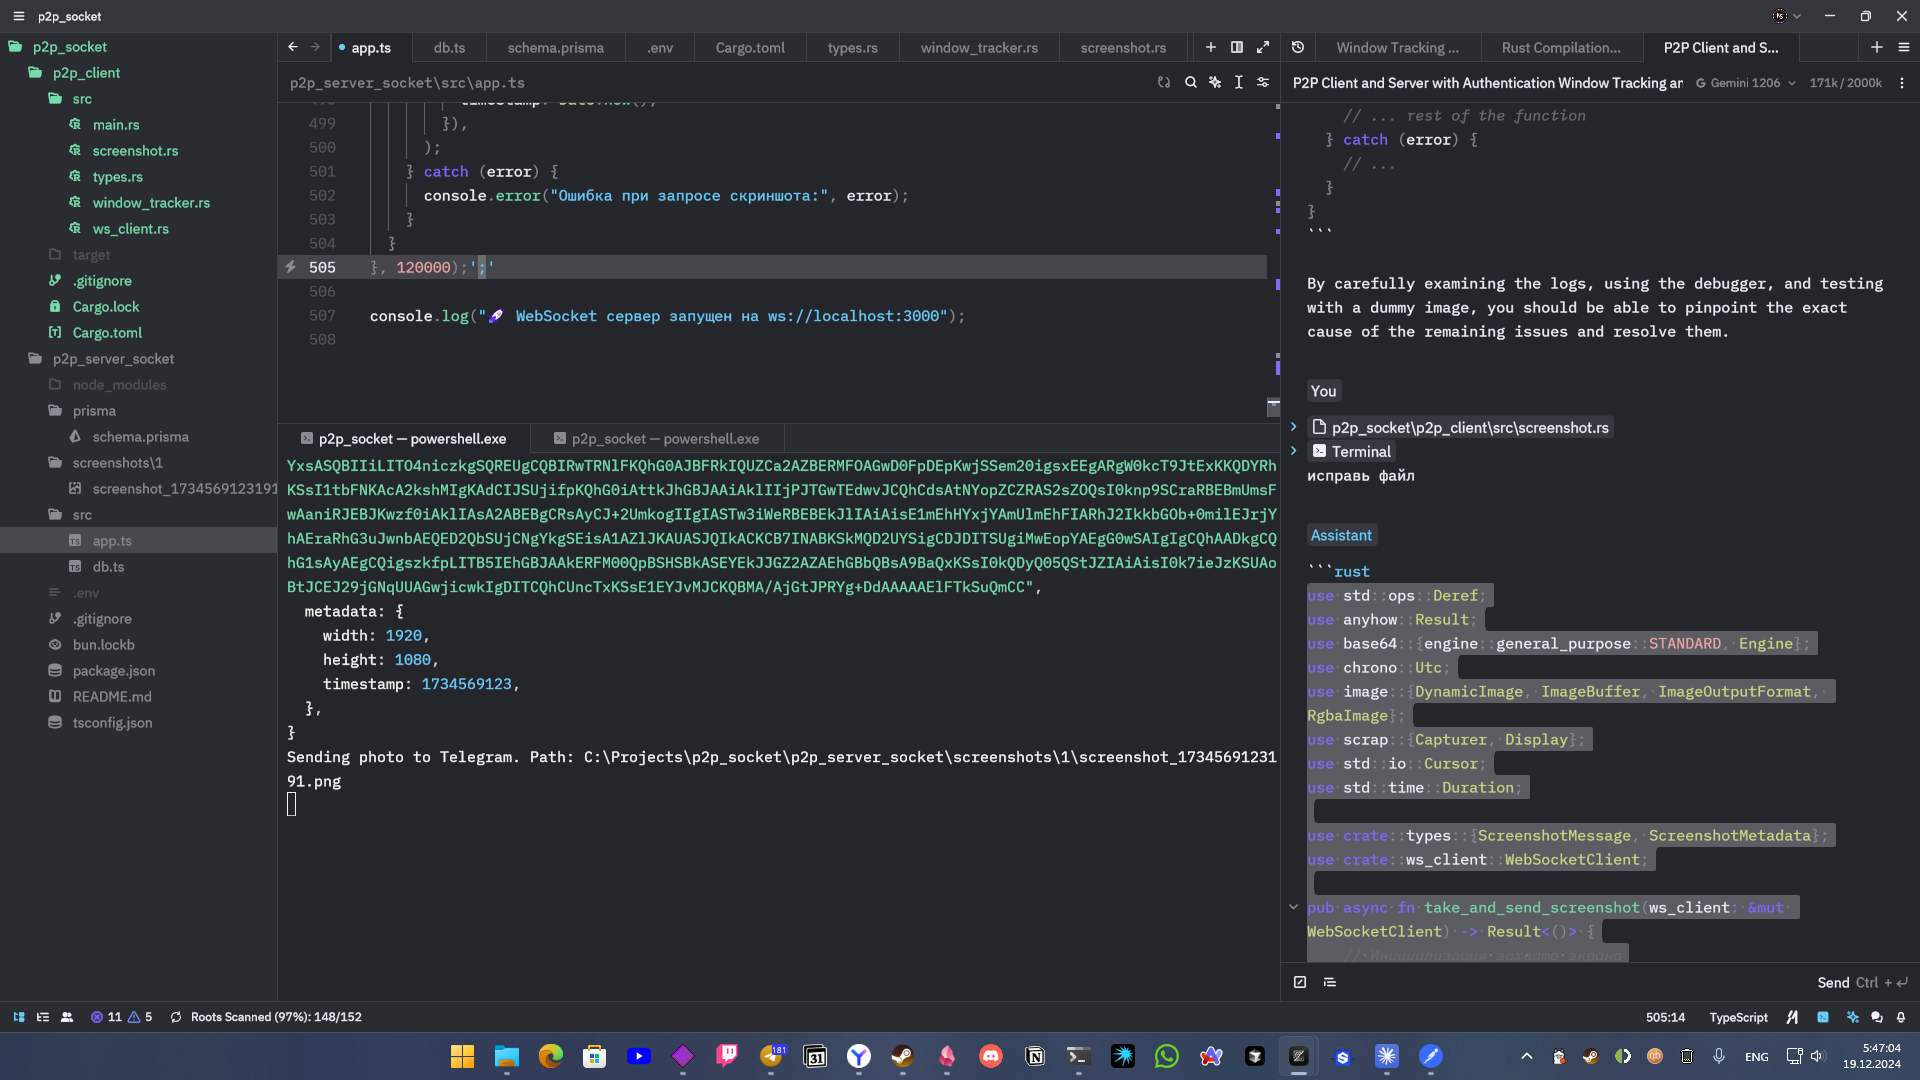 p2p_socket
p2p_socket
p2p_client
src
main.rs
screenshot.rs
types.rs
window_tracker.rs
ws_client.rs
target
.gitignore
Cargo.lock
Cargo.toml
p2p_server_socket
node_modules
prisma
schema.prisma
screenshots\1
screenshot_1734569123191
src
app.ts
db.ts
.env
.gitignore
bun.lockb
package.json
README.md
tsconfig.json
app.ts
db.ts
schema.prisma
.env
Cargo.toml
types.rs
window_tracker.rs
screenshot.rs
p2p_server_socket\src\app.ts
499 }),
500 );
501 } catch (error) {
502 console.error("Ошибка при запросе скриншота:", error);
503 }
504 }
505 }, 120000);';'
506
507 console.log("🚀 WebSocket сервер запущен на ws://localhost:3000");
508
p2p_socket — powershell.exe
p2p_socket — powershell.exe
metadata: {
width: 1920,
height: 1080,
timestamp: 1734569123,
},
}
Sending photo to Telegram. Path: C:\Projects\p2p_socket\p2p_server_socket\screenshots\1\screenshot_17345691231
91.png
Window Tracking ...
Rust Compilation...
P2P Client and S...
P2P Client and Server with Authentication Window Tracking ar
Gemini 1206
171k / 2000k
// ... rest of the function
} catch (error) {
// ...
}
}
```
By carefully examining the logs, using the debugger, and testing
with a dummy image, you should be able to pinpoint the exact
cause of the remaining issues and resolve them.
You
p2p_socket\p2p_client\src\screenshot.rs
Terminal
исправь файл
Assistant
```rust
use std::ops::Deref;
use anyhow::Result;
use base64::{engine::general_purpose::STANDARD, Engine};
use chrono::Utc;
use image::{DynamicImage, ImageBuffer, ImageOutputFormat,
RgbaImage};
use scrap::{Capturer, Display};
use std::io::Cursor;
use std::time::Duration;
use crate::types::{ScreenshotMessage, ScreenshotMetadata};
use crate::ws_client::WebSocketClient;
pub async fn take_and_send_screenshot(ws_client: &mut
WebSocketClient) -> Result<()> {
// Инициализация захвата экрана
Send Ctrl + ↵
11 5 Roots Scanned (97%): 148/152
505:14 TypeScript
181
31
ENG
5:47:04
19.12.2024